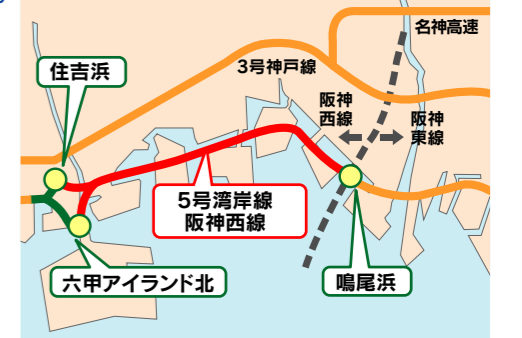 名神高速
住吉浜
3号神戸線
阪神
西線
阪神
東線
5号湾岸線
阪神西線
六甲アイランド北
鳴尾浜